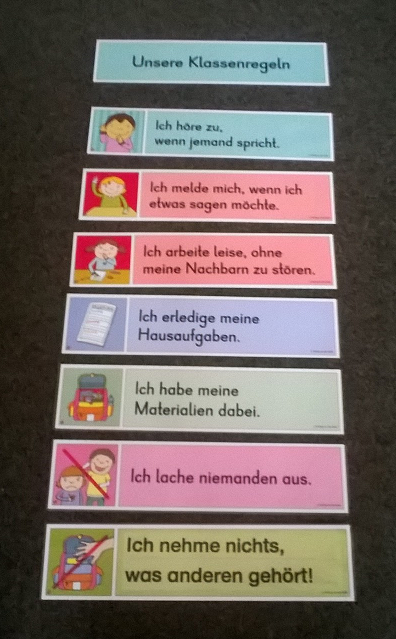 Unsere Klassenregeln
Ich höre zu,
wenn jemand spricht.
Ich melde mich, wenn ich
etwas sagen möchte.
Ich arbeite leise, ohne
meine Nachbarn zu stören.
Ich erledige meine
Hausaufgaben.
Ich habe meine
Materialien dabei.
Ich lache niemanden aus.
Ich nehme nichts,
was anderen gehört!